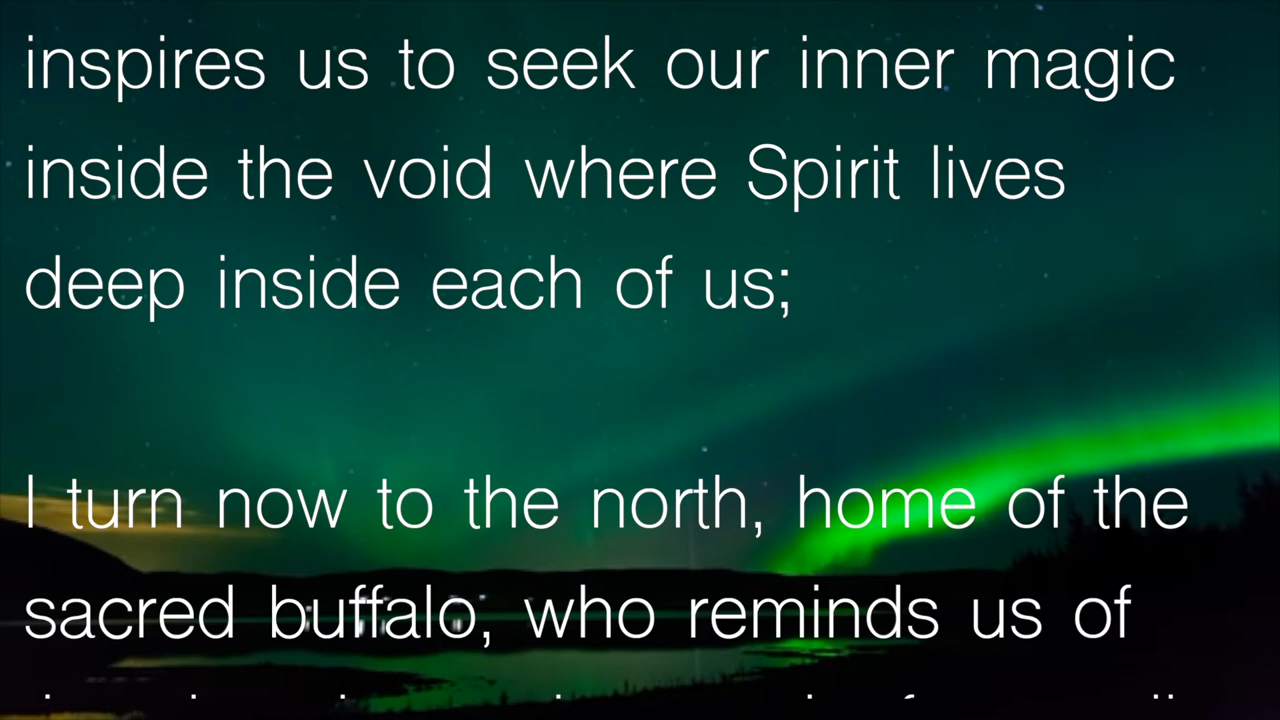 inspires us to seek our inner magic
inside the void where Spirit lives
deep inside each of us;
I turn now to the north, home of the
sacred buffalo, who reminds us of